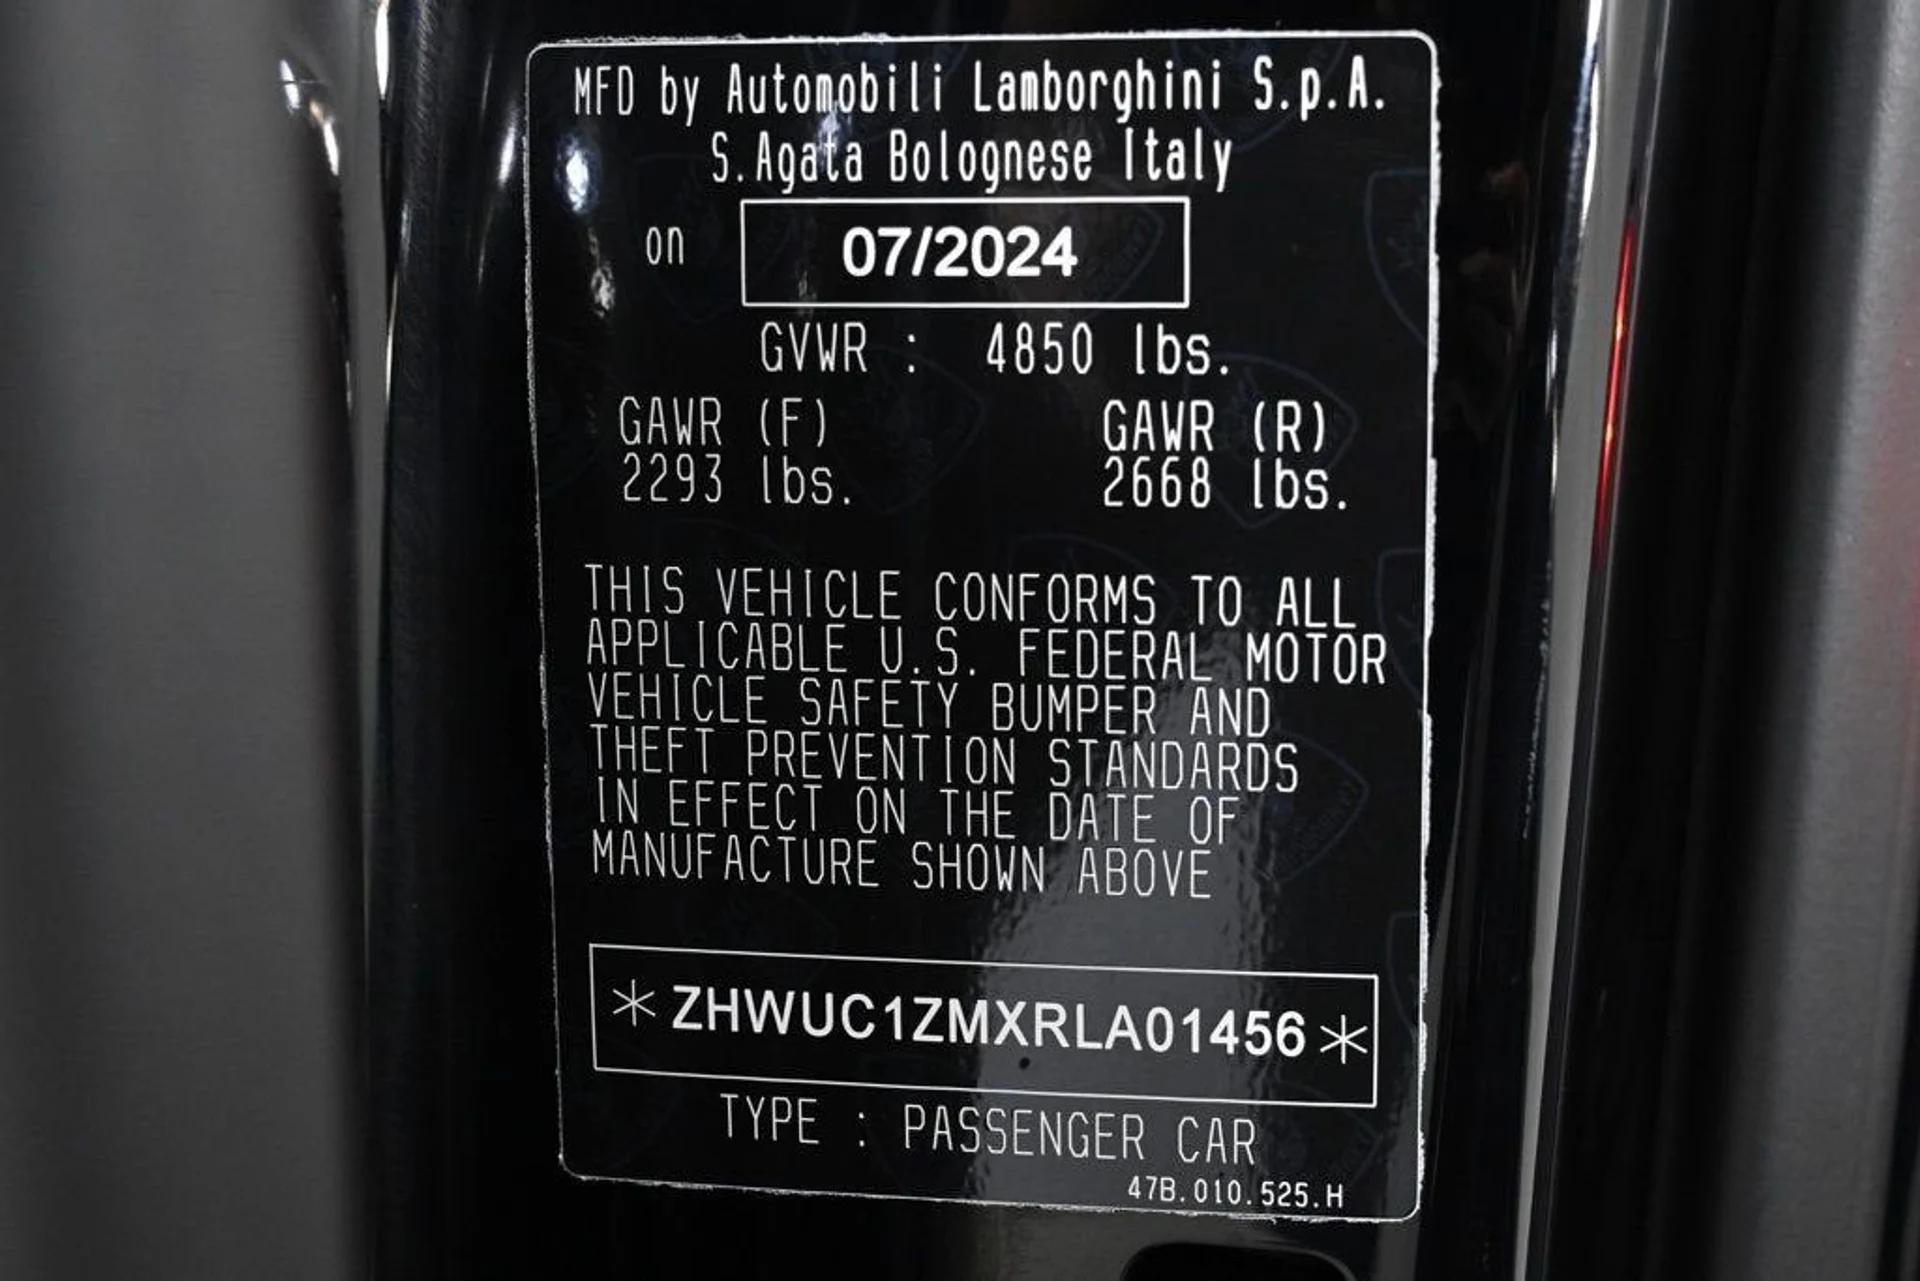 MFD by Automobili Lamborghini S.p.A.
S.Agata Bolognese Italy
on 07/2024
GVWR : 4850 lbs.
GAWR (F) GAWR (R)
2293 lbs. 2668 lbs.
THIS VEHICLE CONFORMS TO ALL
APPLICABLE U.S. FEDERAL MOTOR
VEHICLE SAFETY BUMPER AND
THEFT PREVENTION STANDARDS
IN EFFECT ON THE DATE OF
MANUFACTURE SHOWN ABOVE
*ZHWUC1ZMXRLA01456*
TYPE : PASSENGER CAR
47B.010.525.H